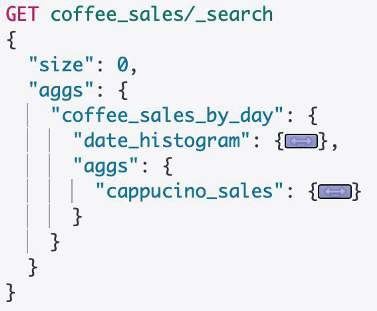 GET coffee_sales/_search
{
  "size": 0,
  "aggs": {
    "coffee_sales_by_day": {
      "date_histogram": {↔},
      "aggs": {
        "cappucino_sales": {↔}
      }
    }
  }
}